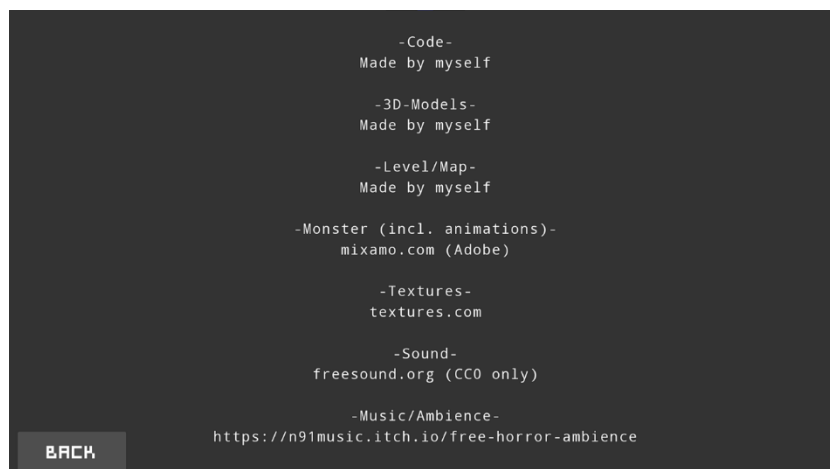 -Code-
Made by myself
-3D-Models-
Made by myself
-Level/Map-
Made by myself
-Monster (incl. animations)-
mixamo.com (Adobe)
-Textures-
textures.com
-Sound-
freesound.org (CC0 only)
-Music/Ambience-
https://n91music.itch.io/free-horror-ambience
BACK